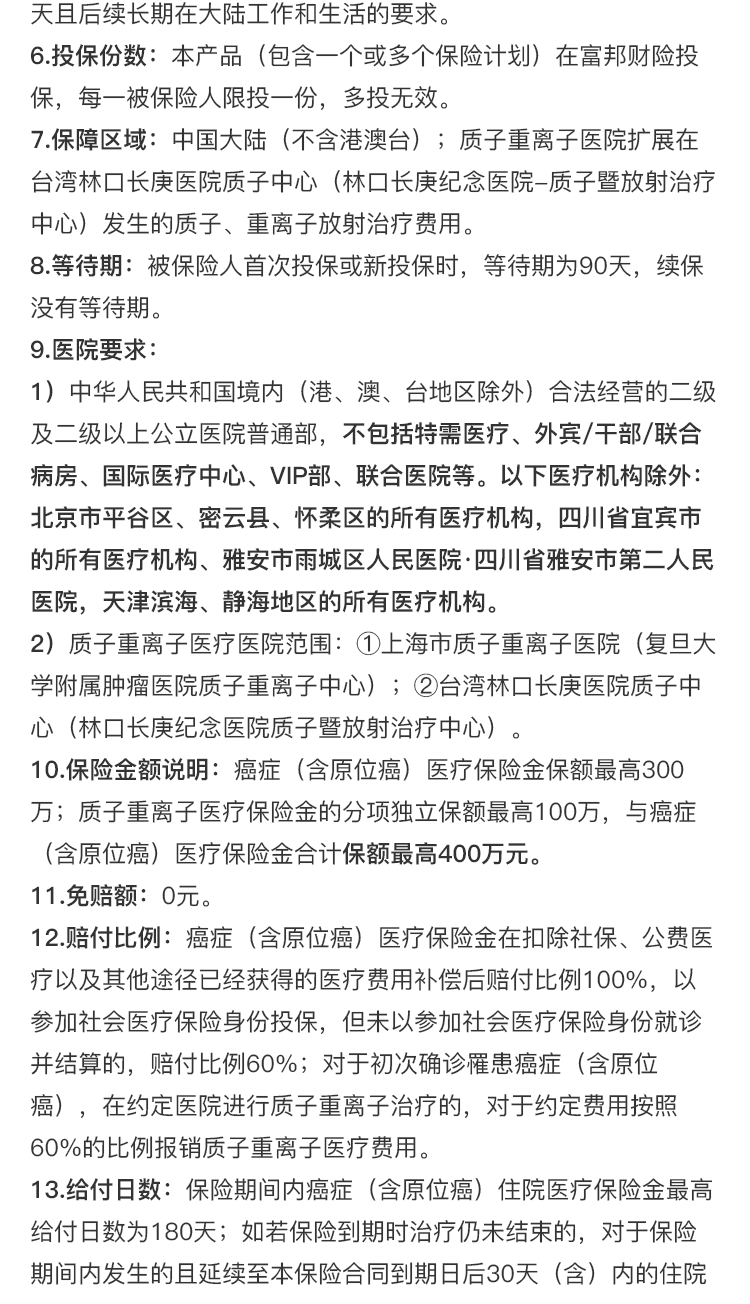 天且后续长期在大陆工作和生活的要求。
6.投保份数：本产品（包含一个或多个保险计划）在富邦财险投
保，每一被保险人限投一份，多投无效。
7.保障区域：中国大陆（不含港澳台）；质子重离子医院扩展在
台湾林口长庚医院质子中心（林口长庚纪念医院–质子暨放射治疗
中心）发生的质子、重离子放射治疗费用。
8.等待期：被保险人首次投保或新投保时，等待期为90天，续保
没有等待期。
9.医院要求：
1）中华人民共和国境内（港、澳、台地区除外）合法经营的二级
及二级以上公立医院普通部，不包括特需医疗、外宾/干部/联合
病房、国际医疗中心、VIP部、联合医院等。以下医疗机构除外：
北京市平谷区、密云县、怀柔区的所有医疗机构，四川省宜宾市
的所有医疗机构、雅安市雨城区人民医院·四川省雅安市第二人民
医院，天津滨海、静海地区的所有医疗机构。
2）质子重离子医疗医院范围：①上海市质子重离子医院（复旦大
学附属肿瘤医院质子重离子中心）；②台湾林口长庚医院质子中
心（林口长庚纪念医院质子暨放射治疗中心）。
10.保险金额说明：癌症（含原位癌）医疗保险金保额最高300
万；质子重离子医疗保险金的分项独立保额最高100万，与癌症
（含原位癌）医疗保险金合计保额最高400万元。
11.免赔额：0元。
12.赔付比例：癌症（含原位癌）医疗保险金在扣除社保、公费医
疗以及其他途径已经获得的医疗费用补偿后赔付比例100%，以
参加社会医疗保险身份投保，但未以参加社会医疗保险身份就诊
并结算的，赔付比例60%；对于初次确诊罹患癌症（含原位
癌），在约定医院进行质子重离子治疗的，对于约定费用按照
60%的比例报销质子重离子医疗费用。
13.给付日数：保险期间内癌症（含原位癌）住院医疗保险金最高
给付日数为180天；如若保险到期时治疗仍未结束的，对于保险
期间内发生的且延续至本保险合同到期日后30天（含）内的住院